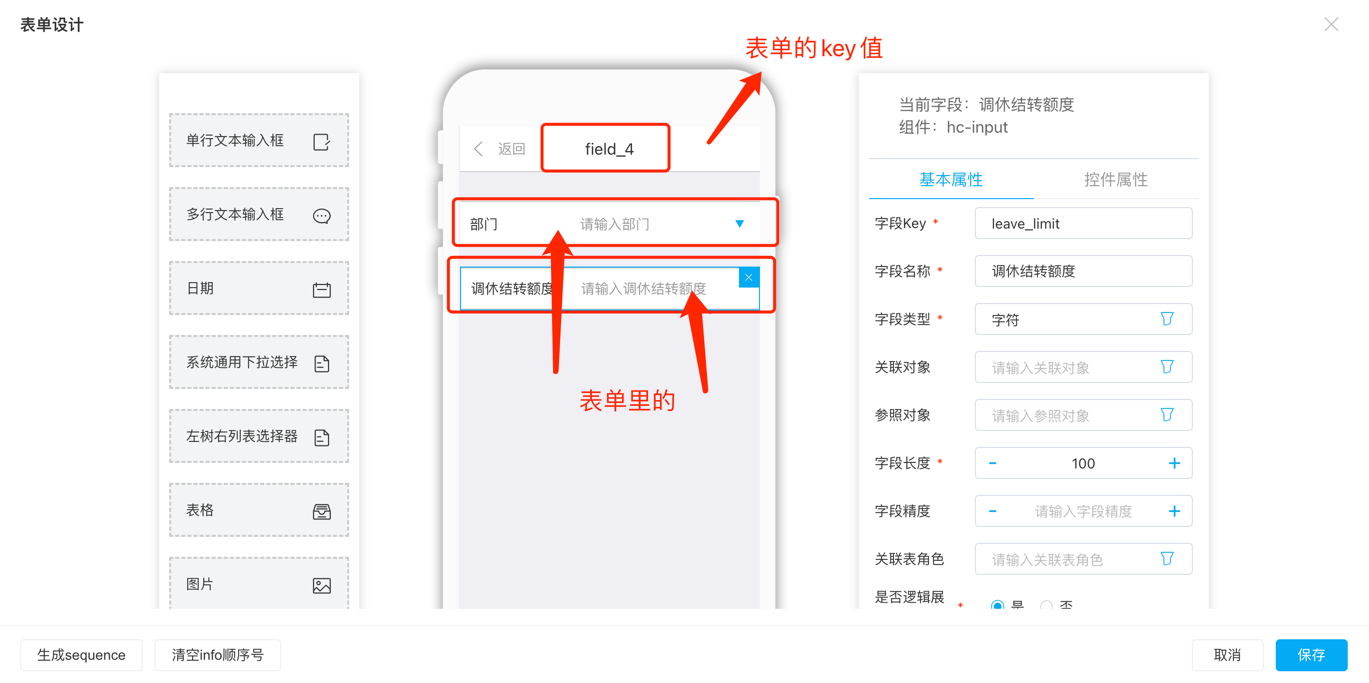 表单设计
表单的key值
单行文本输入框
多行文本输入框
日期
系统通用下拉选择
左树右列表选择器
表格
图片
返回
field_4
部门
请输入部门
调休结转额度
请输入调休结转额度
表单里的
当前字段：调休结转额度
组件：hc-input
基本属性
控件属性
字段Key *
leave_limit
字段名称 *
调休结转额度
字段类型 *
字符
关联对象
请输入关联对象
参照对象
请输入参照对象
字段长度 *
- 100 +
字段精度
- 请输入字段精度 +
关联表角色
请输入关联表角色
是否逻辑展 *
是 否
生成sequence
清空info顺序号
取消
保存